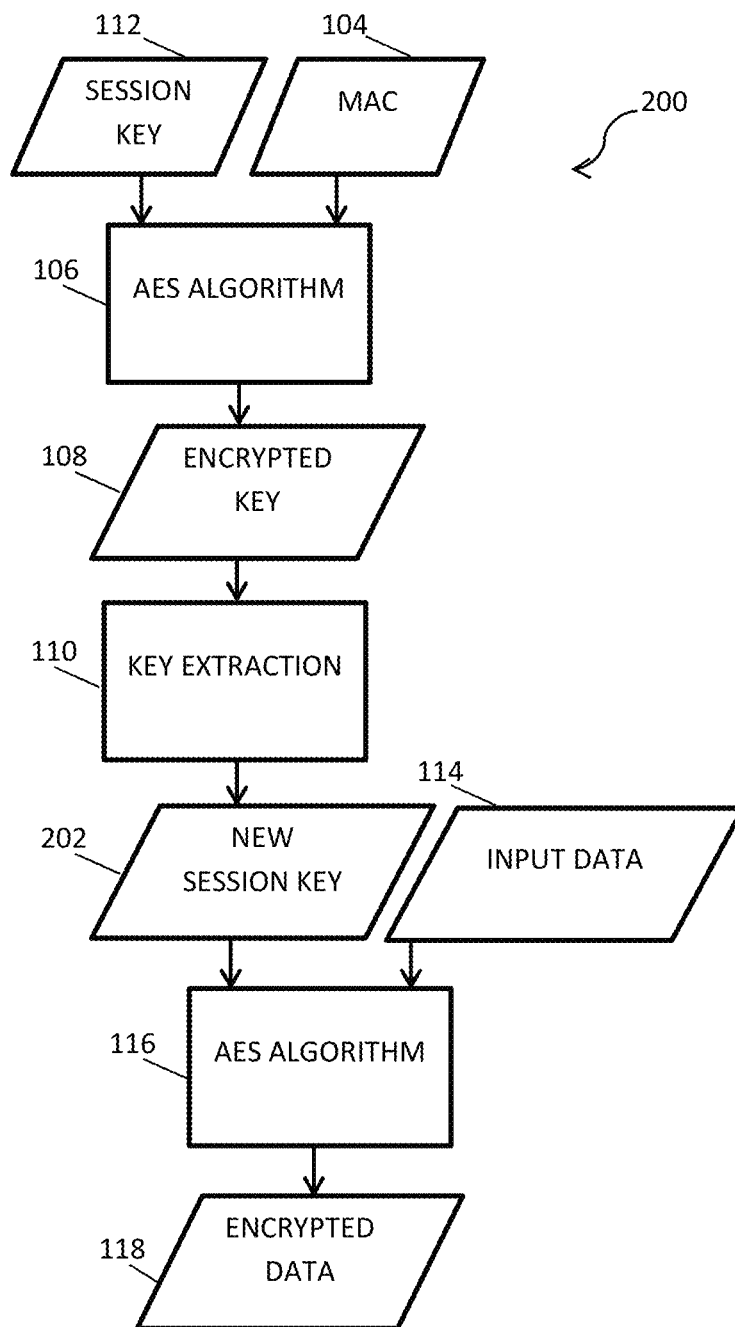 112
104
SESSION
KEY
MAC
200
106
AES ALGORITHM
108
ENCRYPTED
KEY
110
KEY EXTRACTION
114
202
NEW
SESSION KEY
INPUT DATA
116
AES ALGORITHM
118
ENCRYPTED
DATA